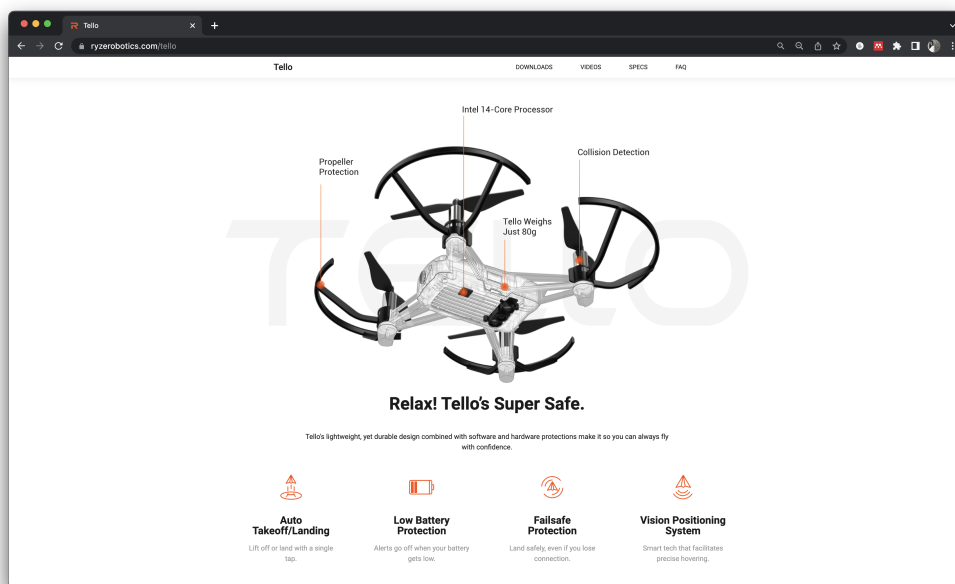 Tello
ryzerobotics.com/tello
Tello
DOWNLOADS
VIDEOS
SPECS
FAQ
TELLO
Intel 14-Core Processor
Propeller
Protection
Collision Detection
Tello Weighs
Just 80g
Relax! Tello's Super Safe.
Tello's lightweight, yet durable design combined with software and hardware protections make it so you can always fly
with confidence.
Auto
Takeoff/Landing
Lift off or land with a single
tap.
Low Battery
Protection
Alerts go off when your battery
gets low.
Failsafe
Protection
Land safely, even if you lose
connection.
Vision Positioning
System
Smart tech that facilitates
precise hovering.